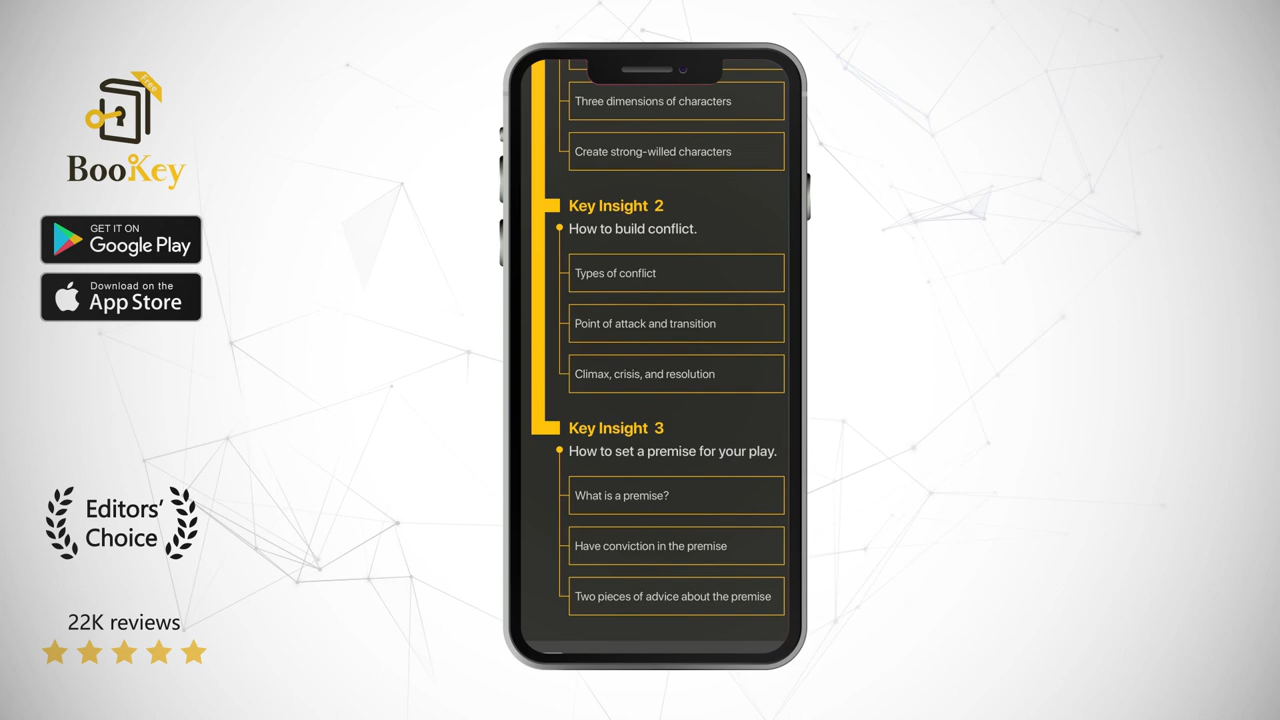 Free
BooKey
GET IT ON
Google Play
Download on the
App Store
Editors'
Choice
22K reviews
Three dimensions of characters
Create strong-willed characters
Key Insight 2
How to build conflict.
Types of conflict
Point of attack and transition
Climax, crisis, and resolution
Key Insight 3
How to set a premise for your play.
What is a premise?
Have conviction in the premise
Two pieces of advice about the premise